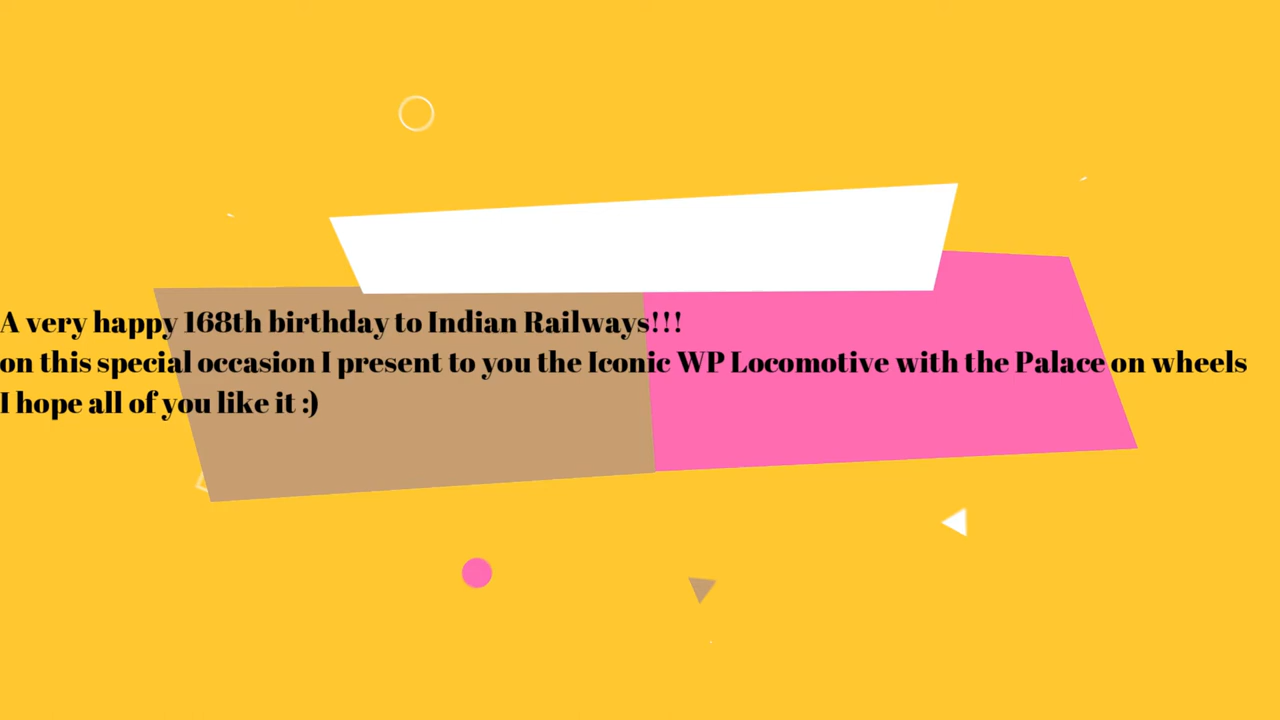 A very happy 168th birthday to Indian Railways!!!
on this special occasion I present to you the Iconic WP Locomotive with the Palace on wheels
I hope all of you like it :)